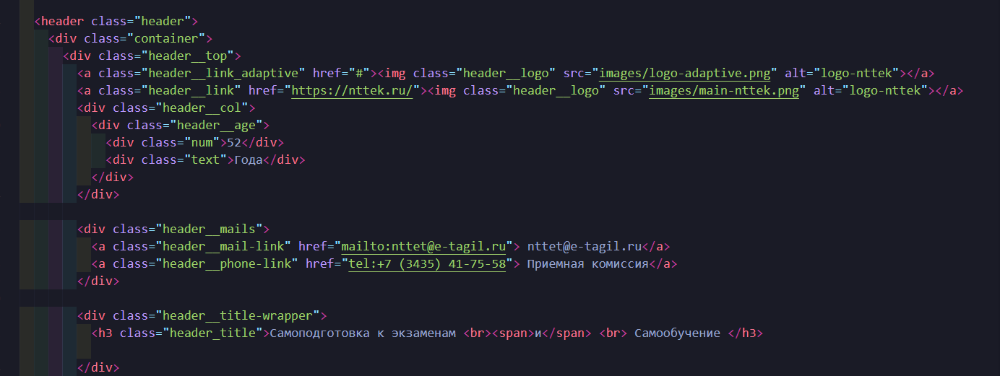 <header class="header">
<div class="container">
<div class="header__top">
<a class="header__link_adaptive" href="#"><img class="header__logo" src="images/logo-adaptive.png" alt="logo-nttek"></a>
<a class="header__link" href="https://nttek.ru/"><img class="header__logo" src="images/main-nttek.png" alt="logo-nttek"></a>
<div class="header__col">
<div class="header__age">
<div class="num">52</div>
<div class="text">Года</div>
</div>
</div>
<div class="header__mails">
<a class="header__mail-link" href="mailto:nttet@e-tagil.ru"> nttet@e-tagil.ru</a>
<a class="header__phone-link" href="tel:+7 (3435) 41-75-58"> Приемная комиссия</a>
</div>
<div class="header__title-wrapper">
<h3 class="header_title">Самоподготовка к экзаменам <br><span>и</span> <br> Самообучение </h3>
</div>